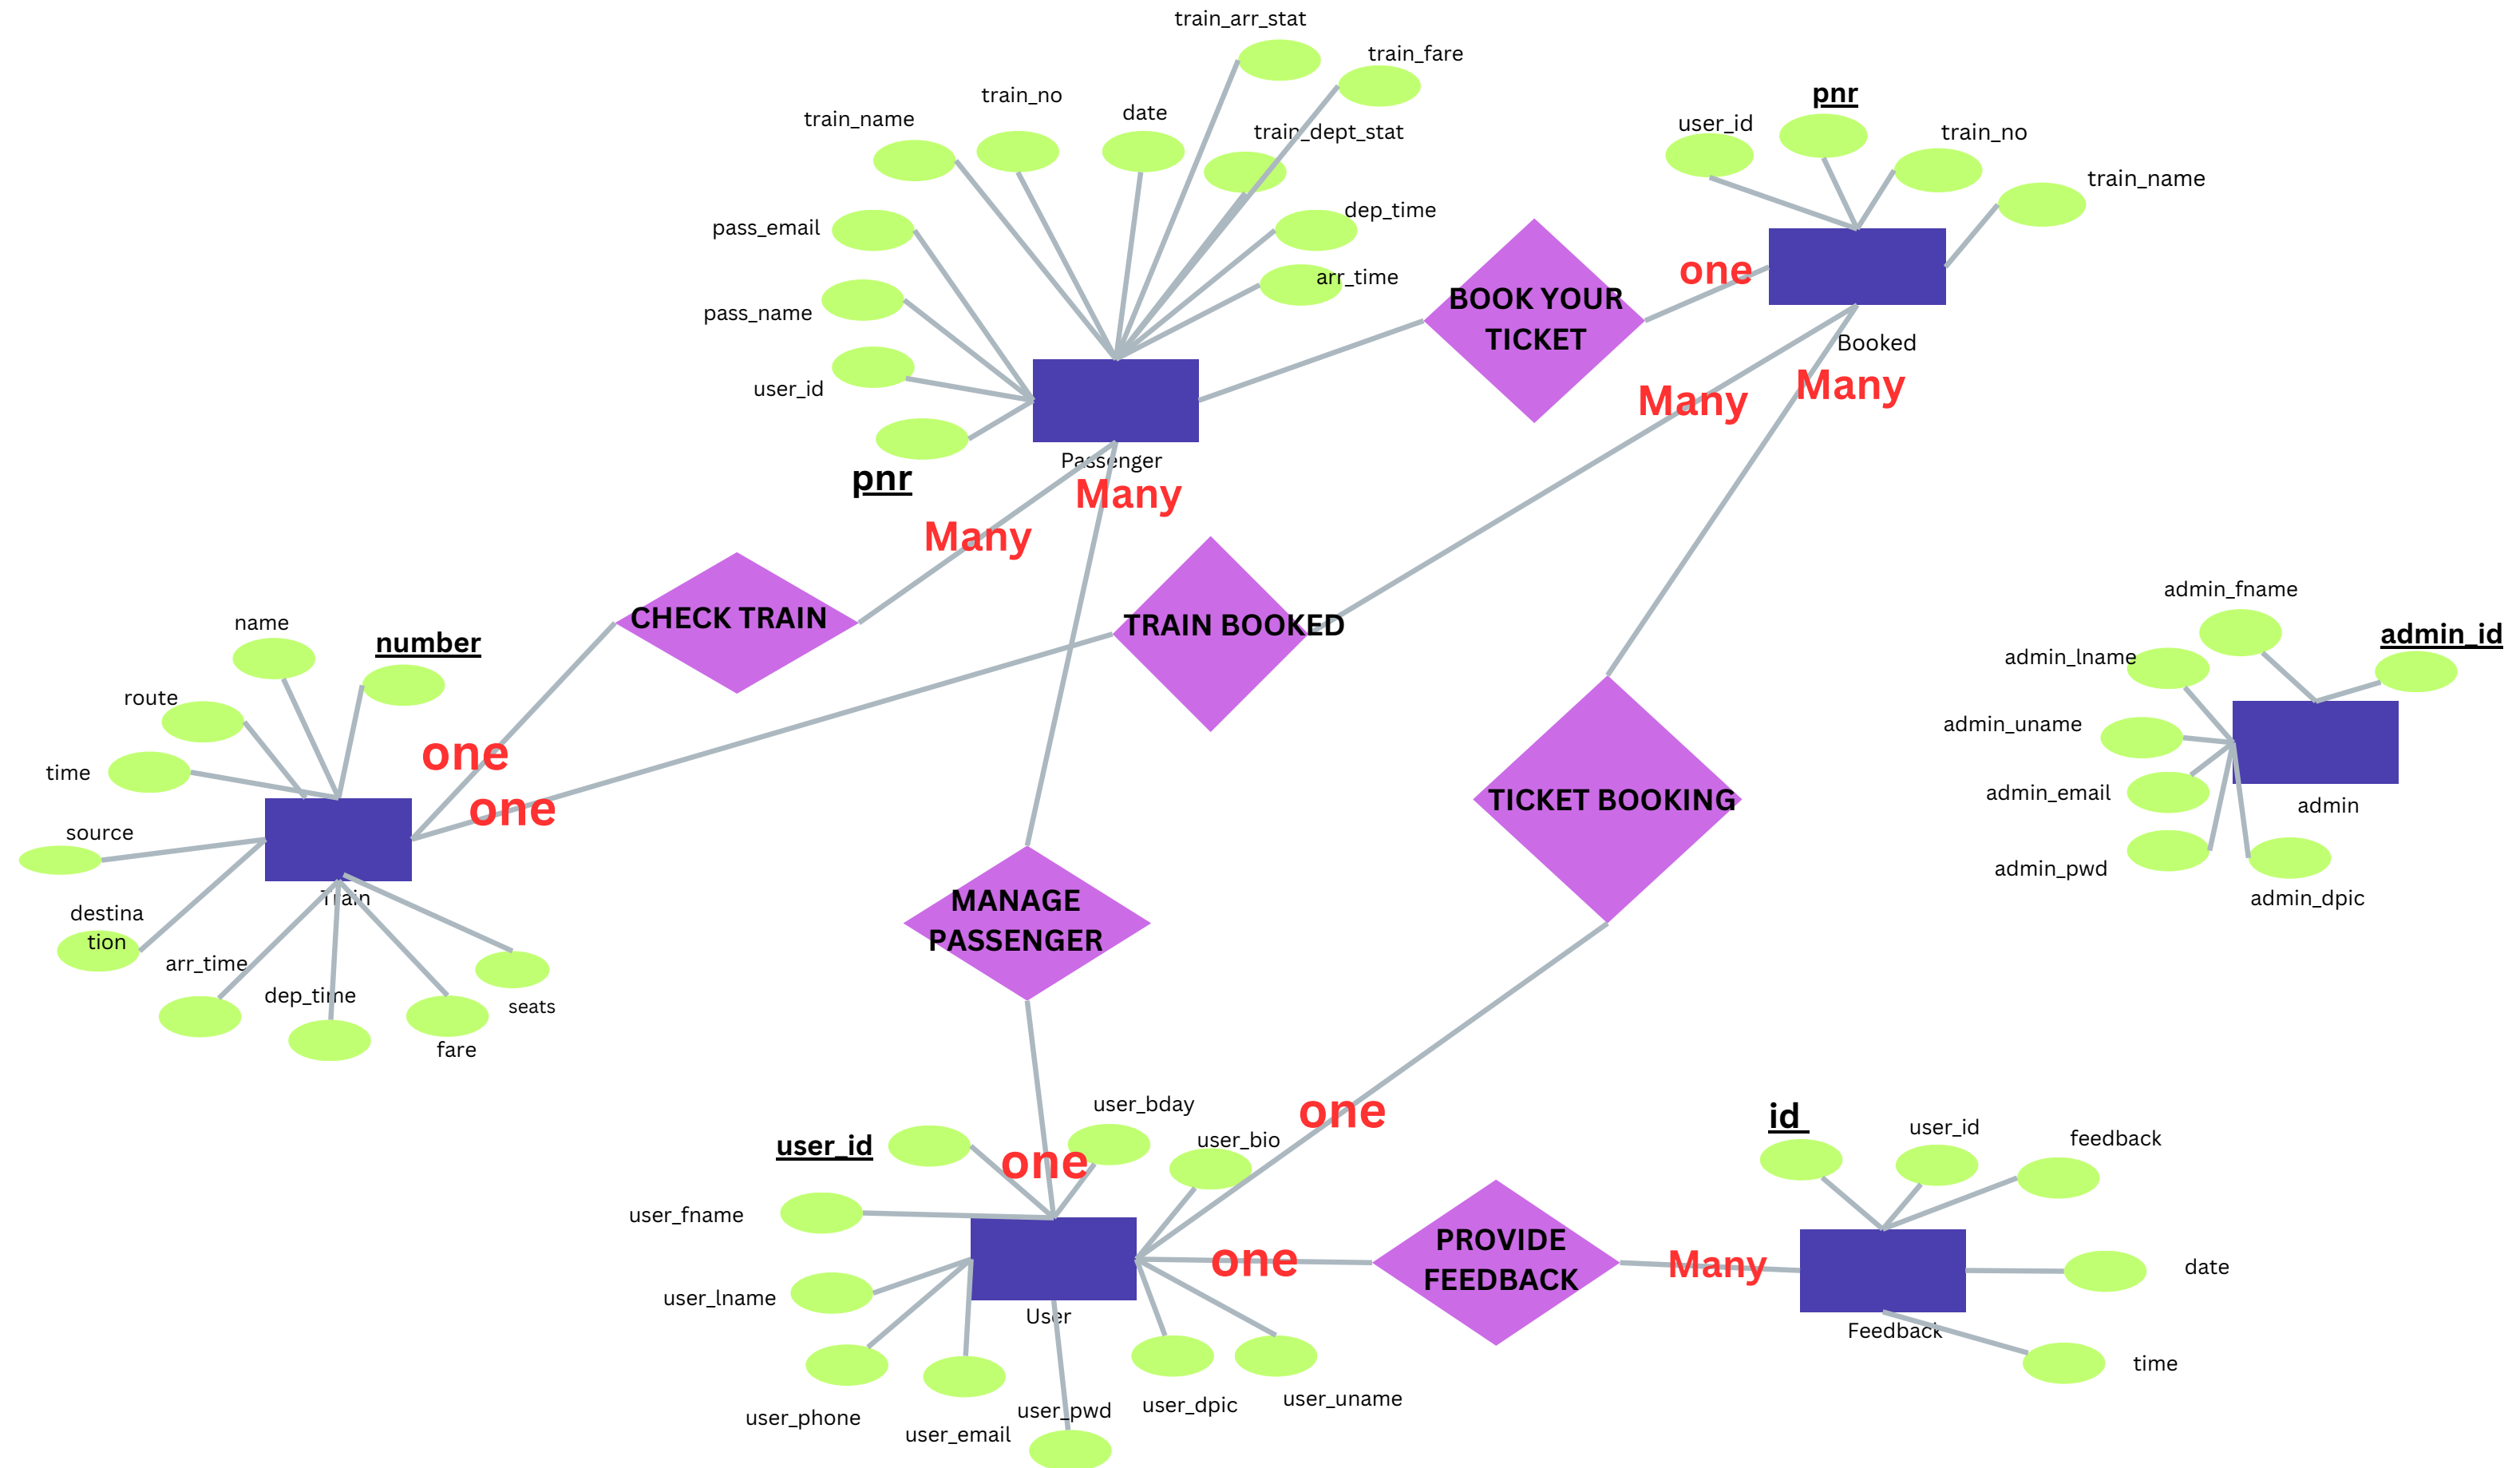 train_arr_stat
train_fare
train_no
date
train_name
train_dept_stat
pass_email
dep_time
arr_time
pass_name
user_id
pnr
Passenger
Many
Many
BOOK YOUR
TICKET
one
pnr
user_id
train_no
train_name
Booked
Many
Many
CHECK TRAIN
TRAIN BOOKED
name
number
route
time
source
one
one
Train
destina
tion
arr_time
dep_time
seats
fare
MANAGE
PASSENGER
TICKET BOOKING
admin_fname
admin_id
admin_lname
admin_uname
admin_email
admin
admin_pwd
admin_dpic
user_bday
user_id
one
user_bio
one
user_fname
user_lname
User
user_phone
user_email
user_pwd
user_dpic
user_uname
one
PROVIDE
FEEDBACK
Many
id
user_id
feedback
date
Feedback
time